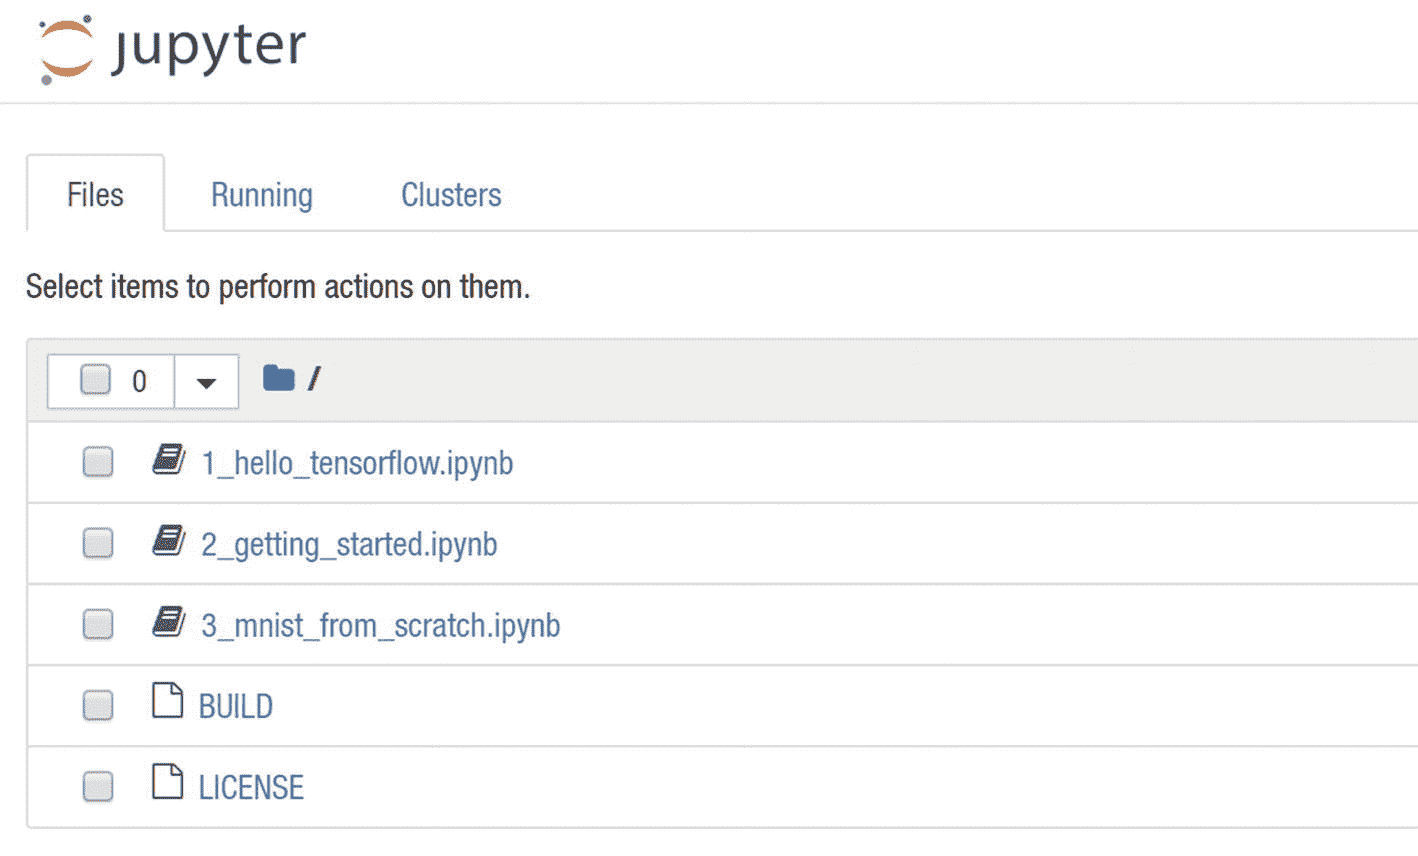 jupyter
Files Running Clusters
Select items to perform actions on them.
0 /
1_hello_tensorflow.ipynb
2_getting_started.ipynb
3_mnist_from_scratch.ipynb
BUILD
LICENSE